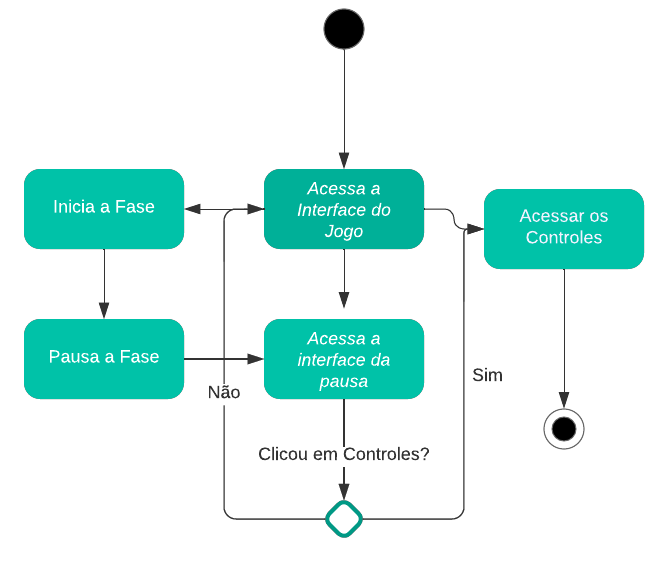 Inicia a Fase
Acessa a
Interface do
Jogo
Acessar os
Controles
Pausa a Fase
Acessa a
interface da
pausa
Não
Sim
Clicou em Controles?